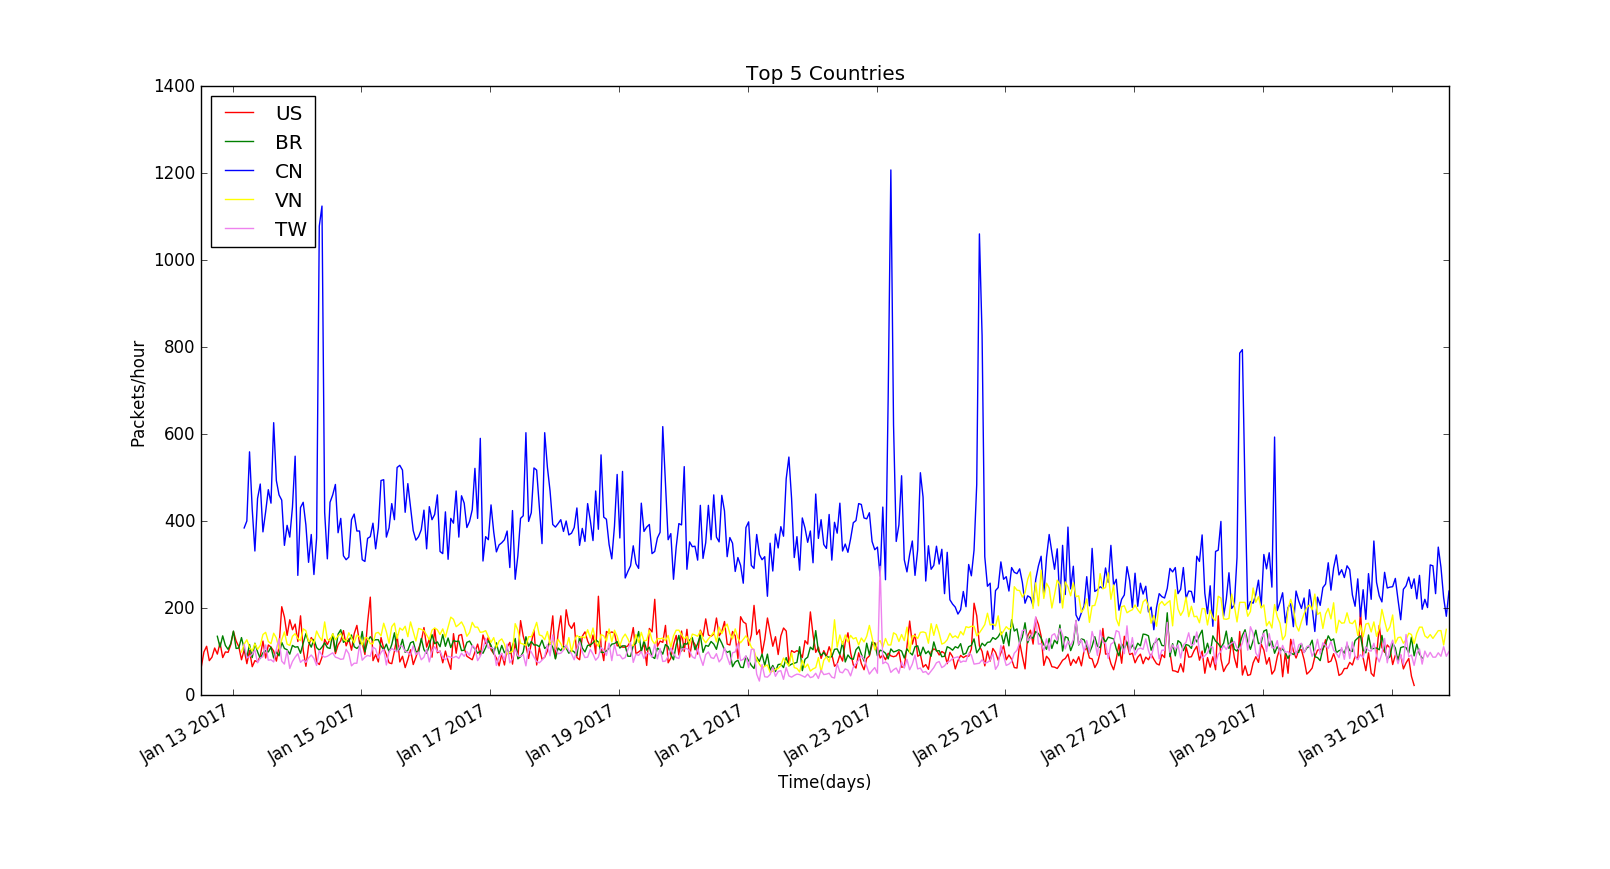 Top 5 Countries
1400
1200
1000
800
600
400
200
0
Packets/hour
US
BR
CN
VN
TW
Jan 13 2017
Jan 15 2017
Jan 17 2017
Jan 19 2017
Jan 21 2017
Jan 23 2017
Jan 25 2017
Jan 27 2017
Jan 29 2017
Jan 31 2017
Time(days)